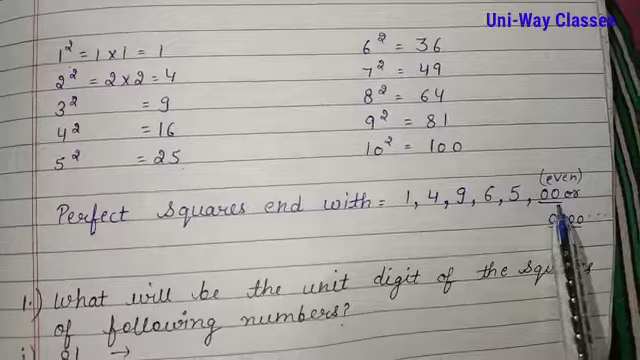 Uni-Way Classes
1² = 1 × 1 = 1
2² = 2 × 2 = 4
3² = 9
4² = 16
5² = 25
6² = 36
7² = 49
8² = 64
9² = 81
10² = 100
(even)
Perfect squares end with = 1, 4, 9, 6, 5, 00 or
1.) What will be the unit digit of the squares
of following numbers?
i) 81 →